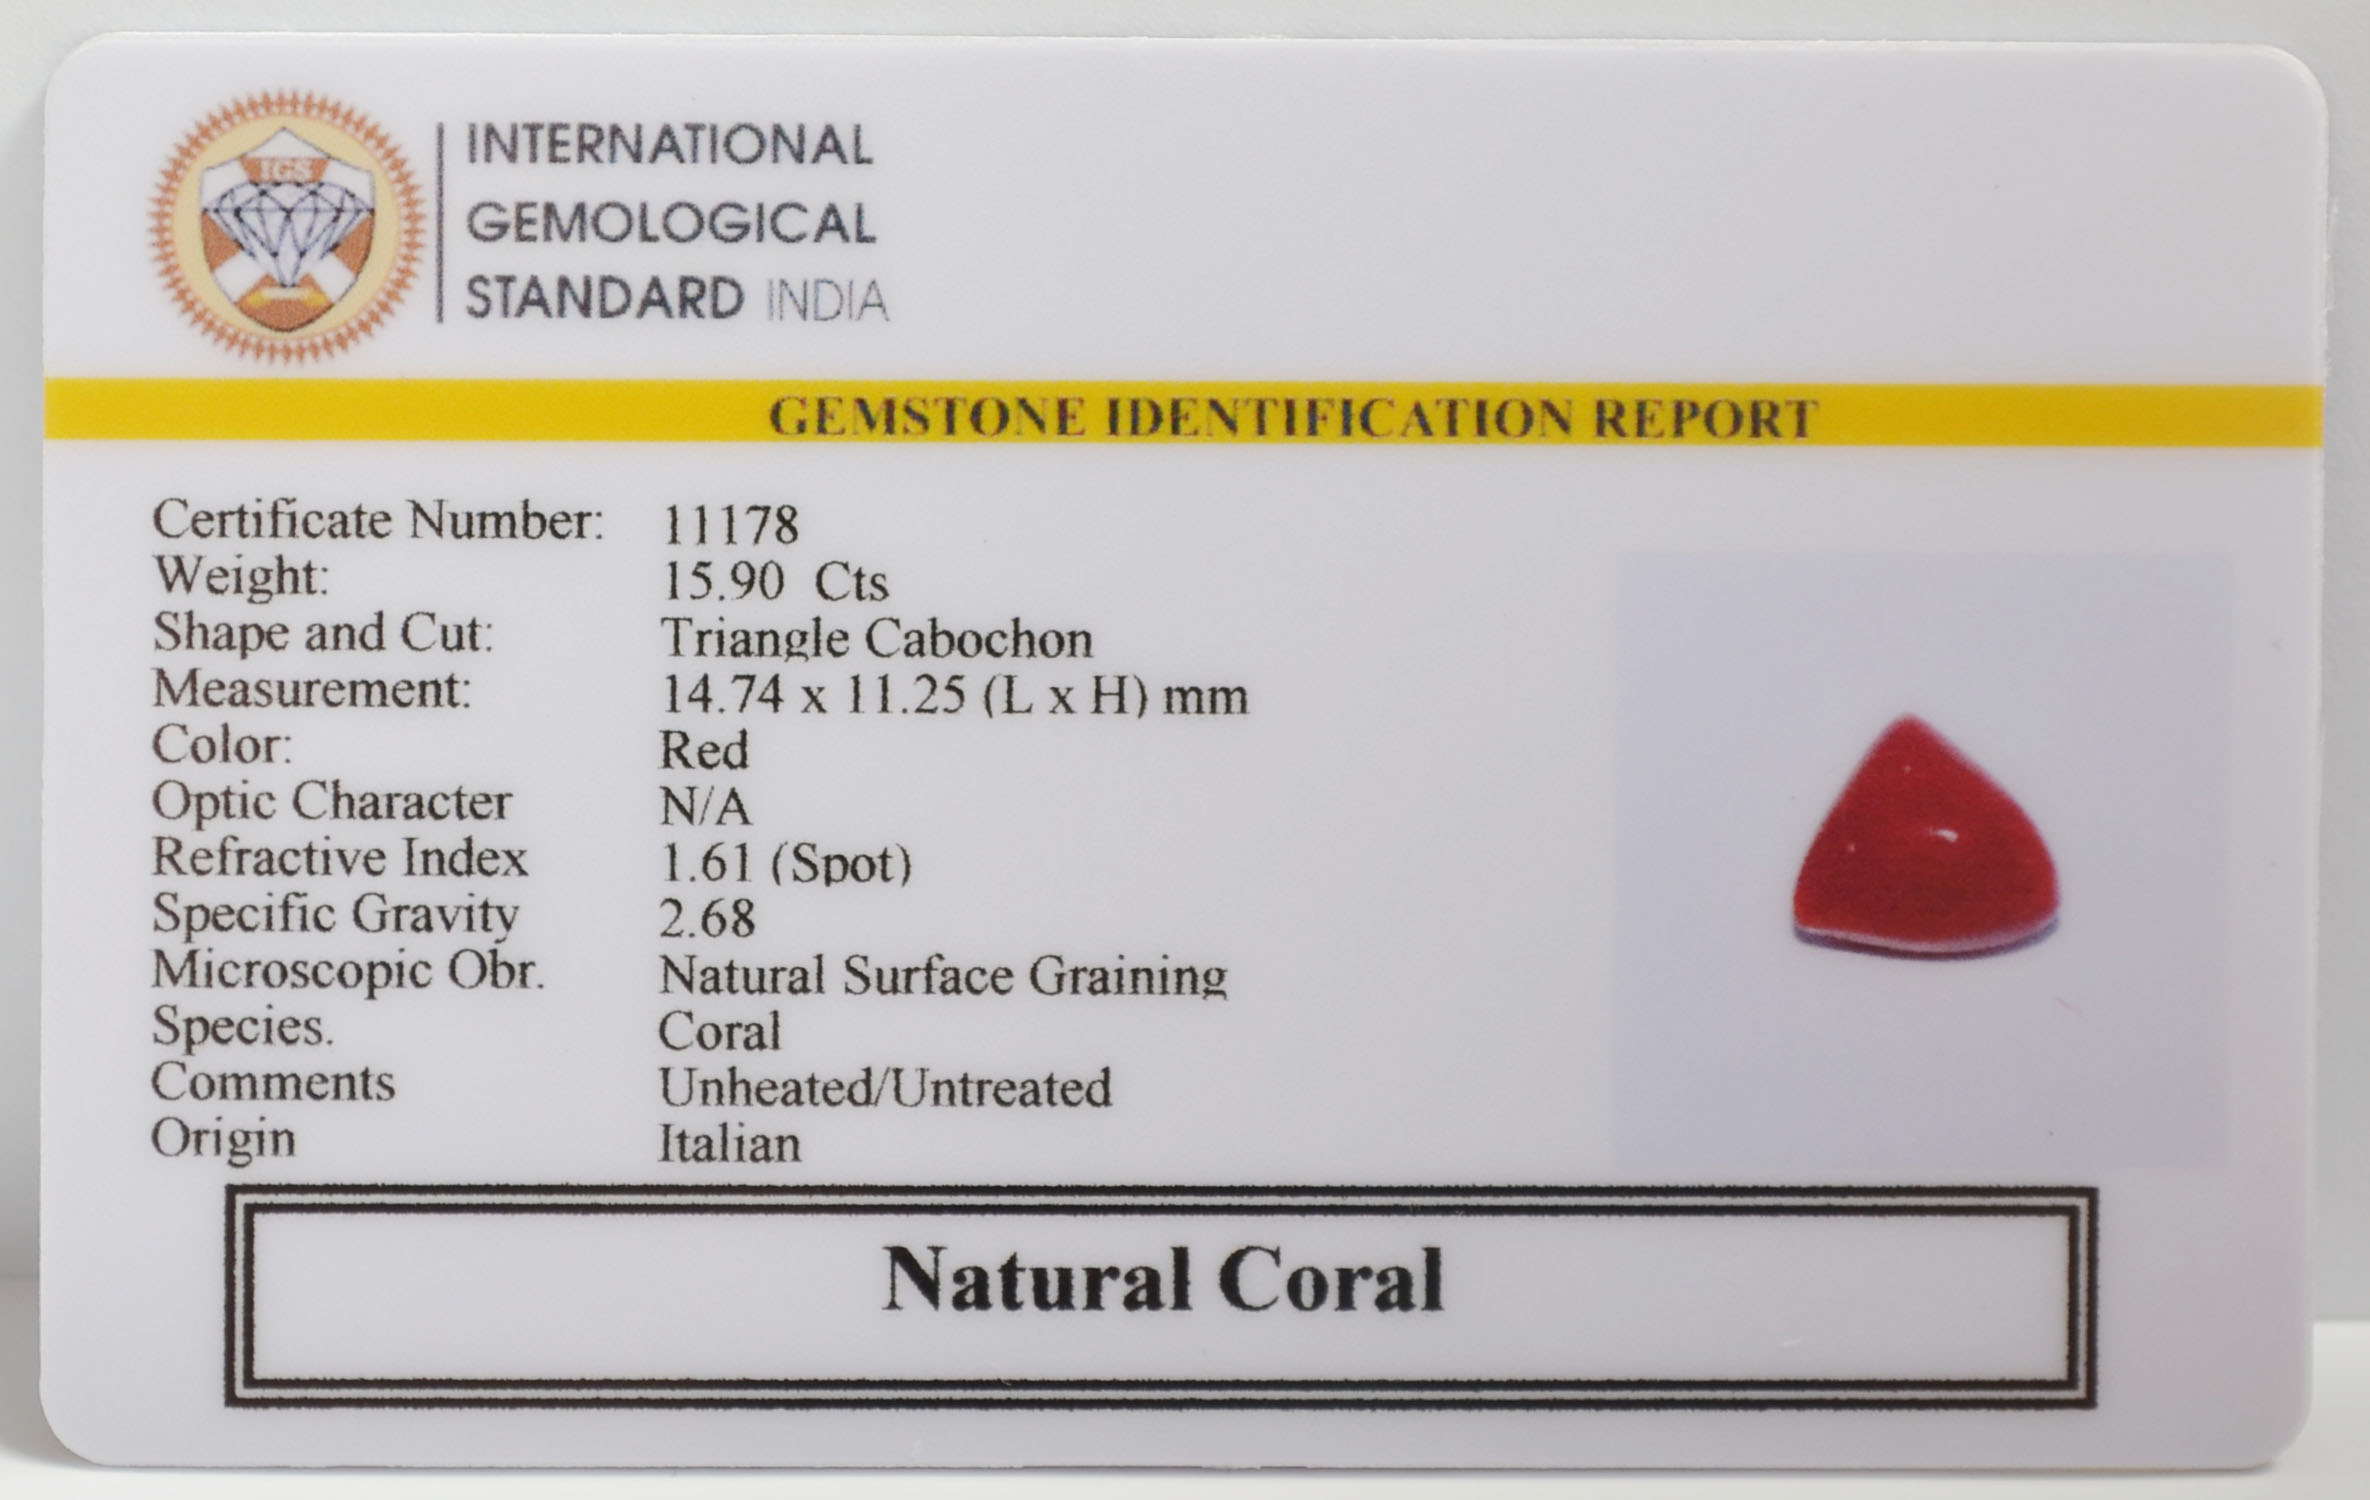 IGS
INTERNATIONAL
GEMOLOGICAL
STANDARD INDIA
GEMSTONE IDENTIFICATION REPORT
Certificate Number: 11178
Weight: 15.90 Cts
Shape and Cut: Triangle Cabochon
Measurement: 14.74 x 11.25 (L x H) mm
Color: Red
Optic Character N/A
Refractive Index 1.61 (Spot)
Specific Gravity 2.68
Microscopic Obr. Natural Surface Graining
Species. Coral
Comments Unheated/Untreated
Origin Italian
Natural Coral